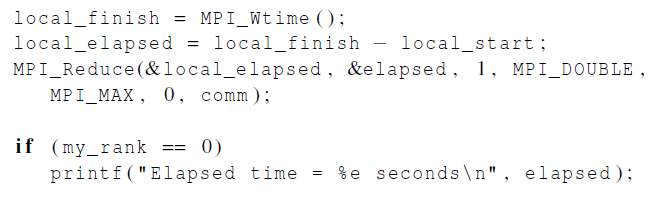 local_finish = MPI_Wtime();
local_elapsed = local_finish − local_start;
MPI_Reduce(&local_elapsed, &elapsed, 1, MPI_DOUBLE,
   MPI_MAX, 0, comm);

if (my_rank == 0)
   printf("Elapsed time = %e seconds\n", elapsed);